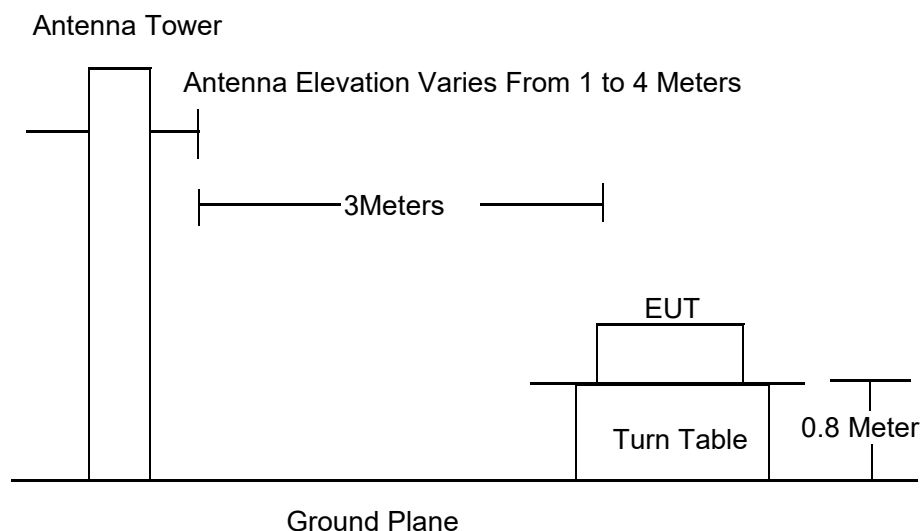 Antenna Tower
Antenna Elevation Varies From 1 to 4 Meters
3Meters
EUT
0.8 Meter
Turn Table
Ground Plane